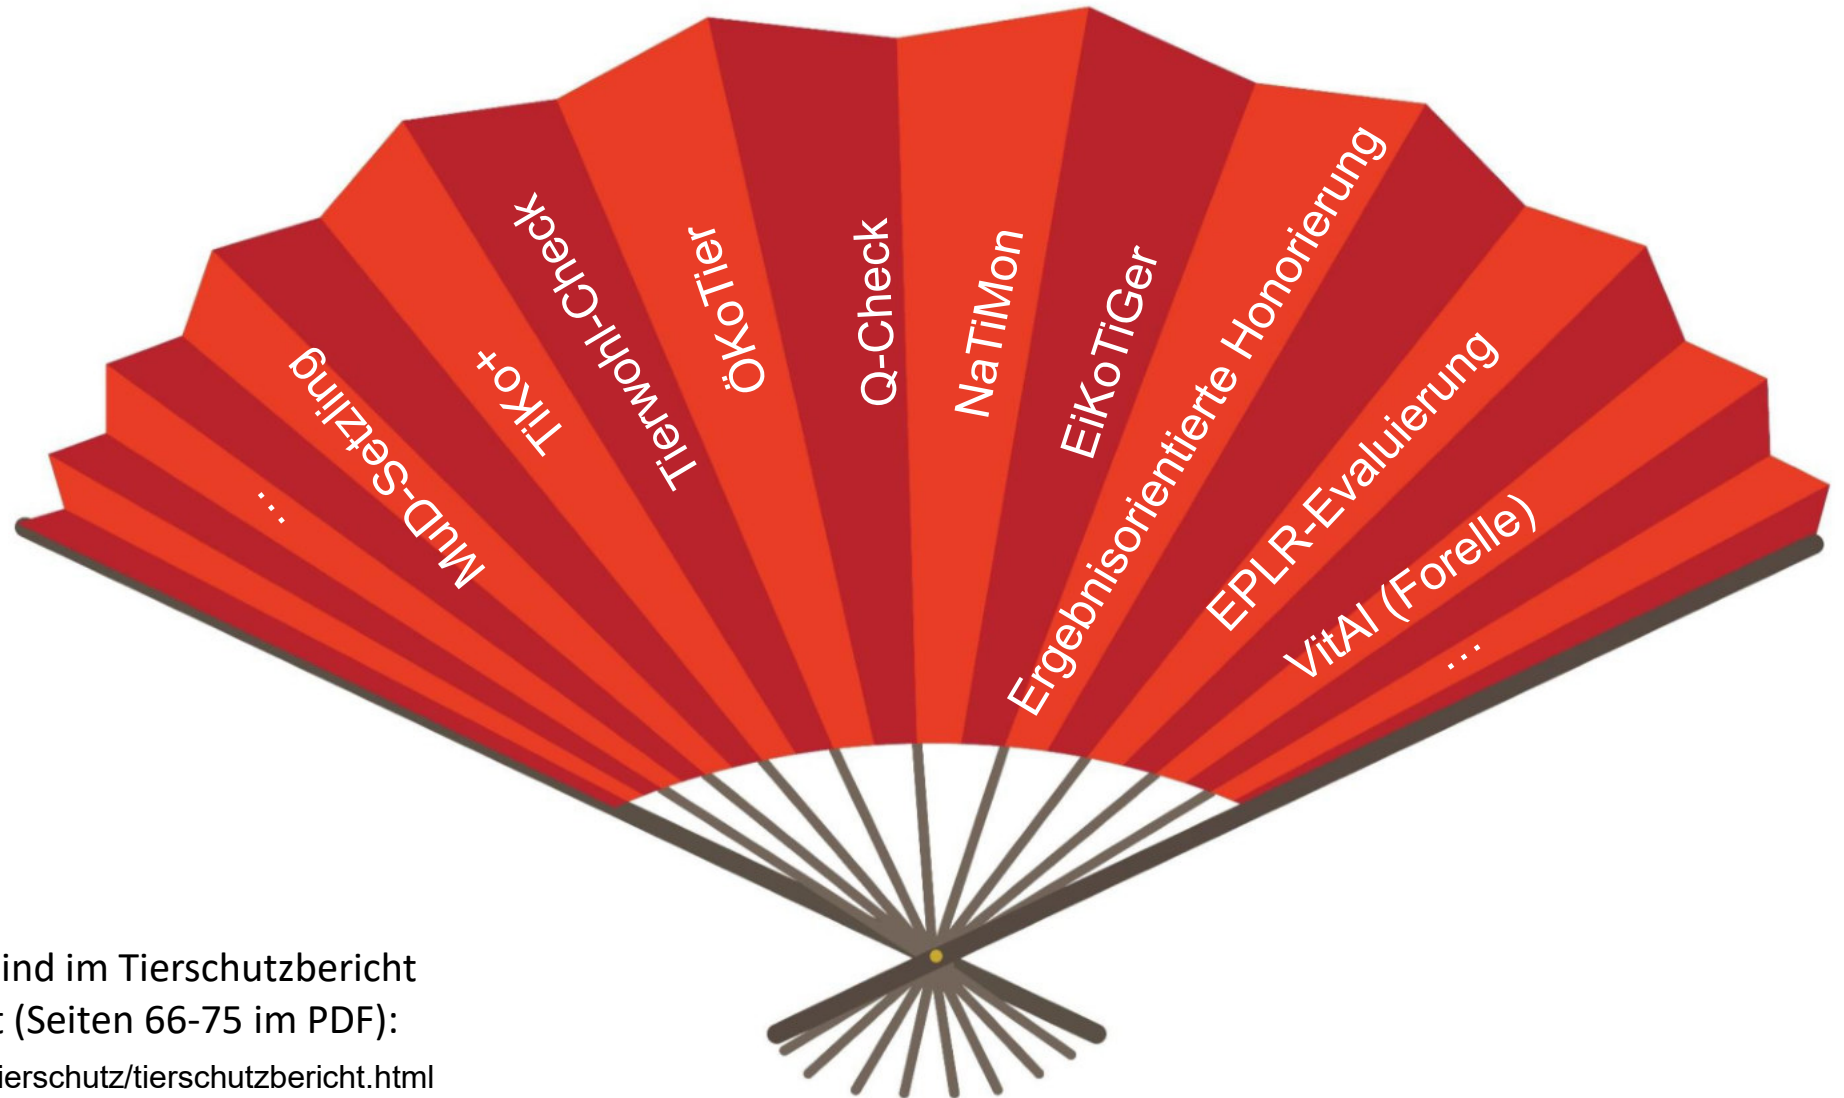 …
MuD-Setzling
TiKo+
Tierwohl-Check
ÖKoTier
Q-Check
NaTiMon
EiKoTiGer
Ergebnisorientierte Honorierung
EPLR-Evaluierung
VitAI (Forelle)
…
ind im Tierschutzbericht
t (Seiten 66-75 im PDF):
ierschutz/tierschutzbericht.html